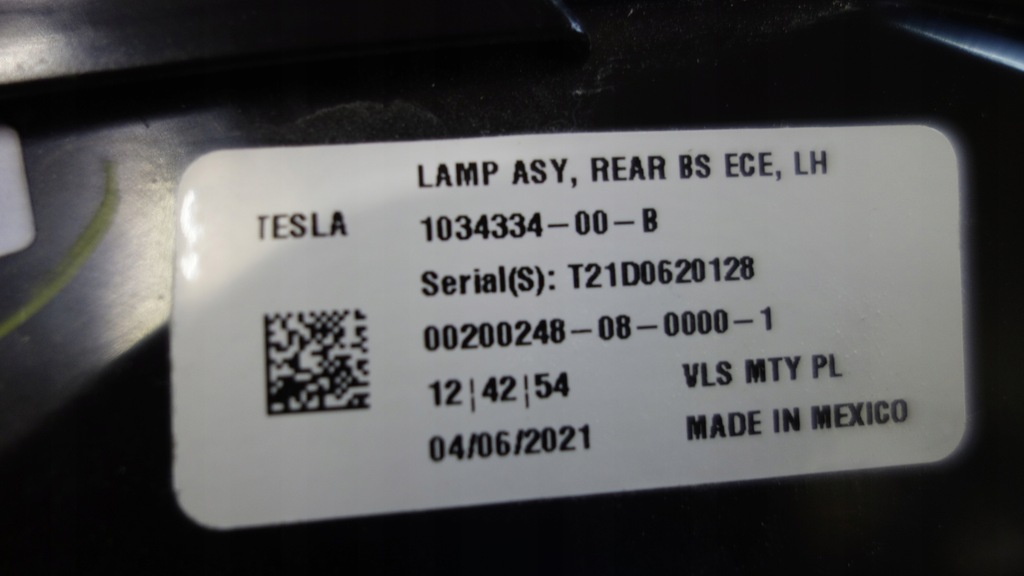 LAMP ASY, REAR BS ECE, LH
TESLA 1034334-00-B
Serial(S): T21D0620128
00200248-08-0000-1
12|42|54 VLS MTY PL
04/06/2021 MADE IN MEXICO